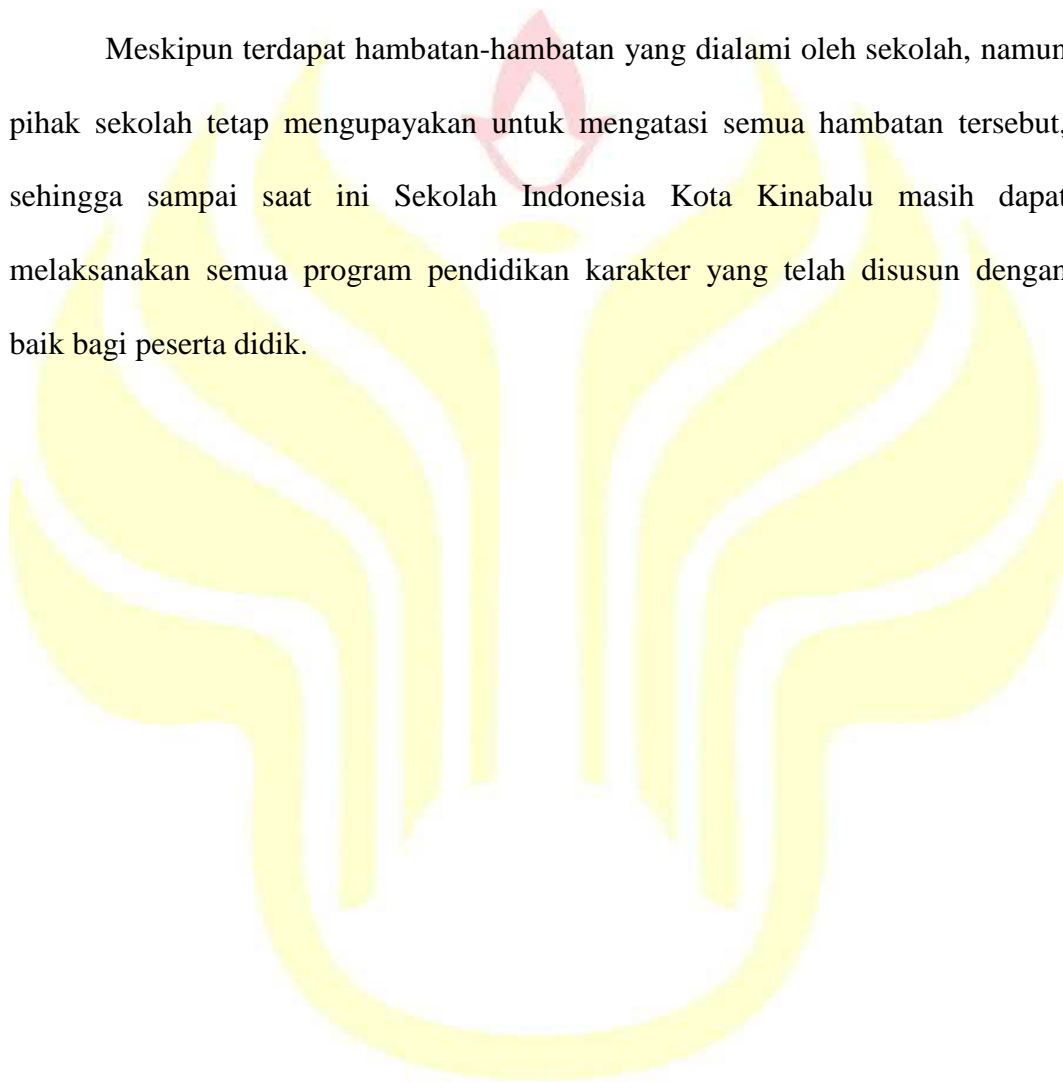 Meskipun terdapat hambatan-hambatan yang dialami oleh sekolah, namun
pihak sekolah tetap mengupayakan untuk mengatasi semua hambatan tersebut,
sehingga sampai saat ini Sekolah Indonesia Kota Kinabalu masih dapat
melaksanakan semua program pendidikan karakter yang telah disusun dengan
baik bagi peserta didik.